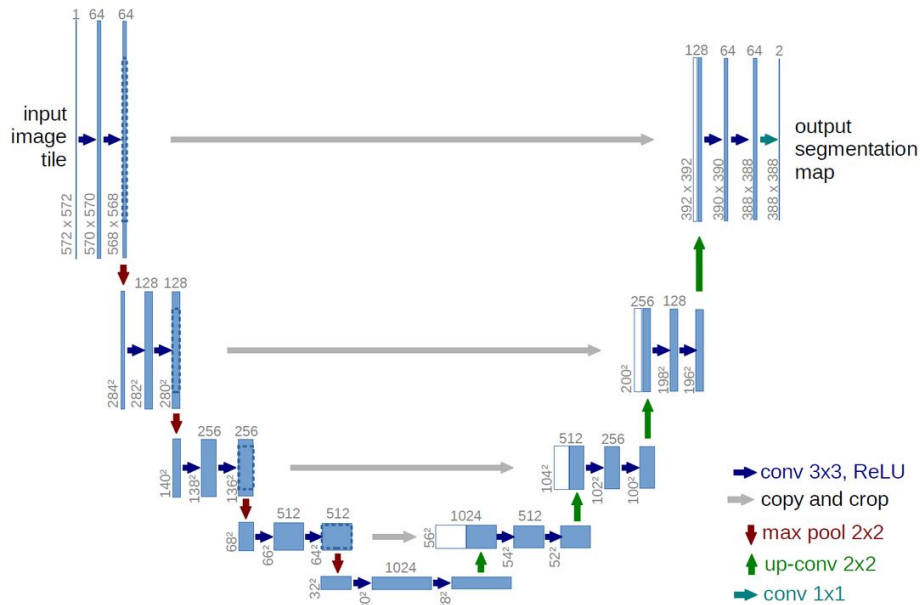 1 64 64
input
image
tile
572 x 572
570 x 570
568 x 568
128 64 64 2
output
segmentation
map
392 x 392
390 x 390
388 x 388
388 x 388
128 128
284²
282²
280²
256 128
200²
198²
196²
256 256
140²
138²
136²
512 256
104²
102²
100²
512 512
68²
66²
64²
1024 512
56²
54²
52²
1024
32²
conv 3x3, ReLU
copy and crop
max pool 2x2
up-conv 2x2
conv 1x1